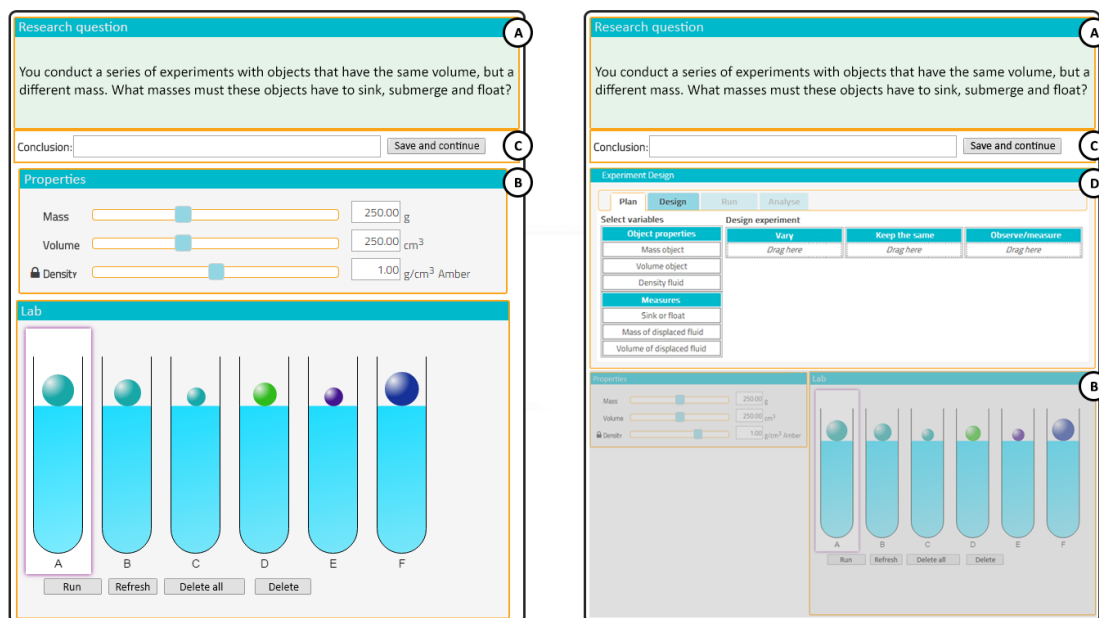 Research question
A
You conduct a series of experiments with objects that have the same volume, but a
different mass. What masses must these objects have to sink, submerge and float?
Conclusion:
Save and continue
C
Properties
B
Mass
250.00 g
Volume
250.00 cm3
Density
1.00 g/cm3 Amber
Lab
A B C D E F
Run Refresh Delete all Delete
Research question
A
You conduct a series of experiments with objects that have the same volume, but a
different mass. What masses must these objects have to sink, submerge and float?
Conclusion:
Save and continue
C
Experiment Design
D
Plan Design Run Analyse
Select variables
Design experiment
Object properties
Vary Keep the same Observe/measure
Mass object
Drag here Drag here Drag here
Volume object
Density fluid
Measures
Sink or float
Mass of displaced fluid
Volume of displaced fluid
Properties
Lab
B
Mass
250.00 g
Volume
250.00 cm3
Density
1.00 g/cm3 Amber
A B C D E F
Run Refresh Delete all Delete